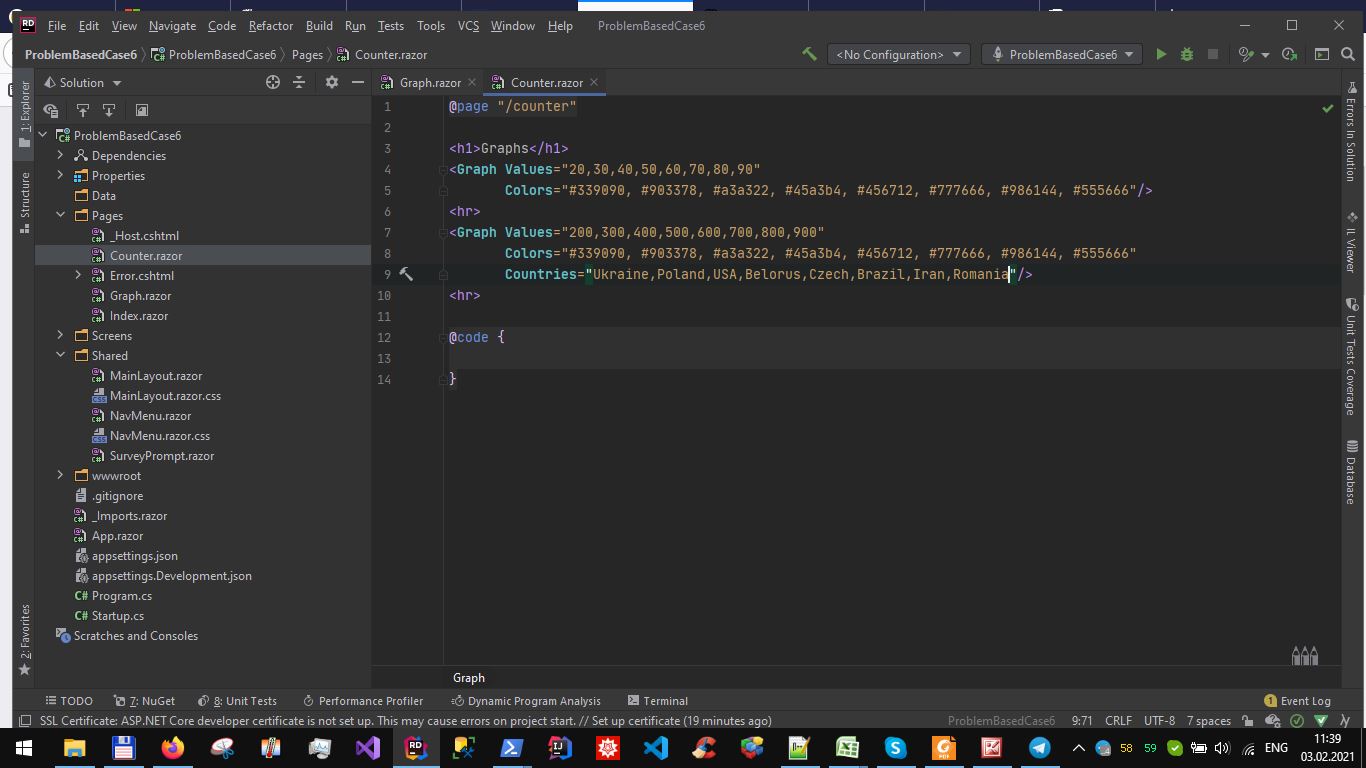 File Edit View Navigate Code Refactor Build Run Tests Tools VCS Window Help ProblemBasedCase6
ProblemBasedCase6 ProblemBasedCase6 Pages Counter.razor <No Configuration> ProblemBasedCase6
Solution
Graph.razor Counter.razor
1: Explorer
Structure
2: Favorites
ProblemBasedCase6
Dependencies
Properties
Data
Pages
_Host.cshtml
Counter.razor
Error.cshtml
Graph.razor
Index.razor
Screens
Shared
MainLayout.razor
MainLayout.razor.css
NavMenu.razor
NavMenu.razor.css
SurveyPrompt.razor
wwwroot
.gitignore
_Imports.razor
App.razor
appsettings.json
appsettings.Development.json
Program.cs
Startup.cs
Scratches and Consoles
1 @page "/counter"
2
3 <h1>Graphs</h1>
4 <Graph Values="20,30,40,50,60,70,80,90"
5 Colors="#339090, #903378, #a3a322, #45a3b4, #456712, #777666, #986144, #555666"/>
6 <hr>
7 <Graph Values="200,300,400,500,600,700,800,900"
8 Colors="#339090, #903378, #a3a322, #45a3b4, #456712, #777666, #986144, #555666"
9 Countries="Ukraine,Poland,USA,Belorus,Czech,Brazil,Iran,Romania"/>
10 <hr>
11
12 @code {
13
14 }
Graph
Errors In Solution
IL Viewer
Unit Tests Coverage
Database
TODO 7: NuGet 8: Unit Tests Performance Profiler Dynamic Program Analysis Terminal 1 Event Log
SSL Certificate: ASP.NET Core developer certificate is not set up. This may cause errors on project start. // Set up certificate (19 minutes ago) ProblemBasedCase6 9:71 CRLF UTF-8 7 spaces
58 59 ENG 11:39
03.02.2021